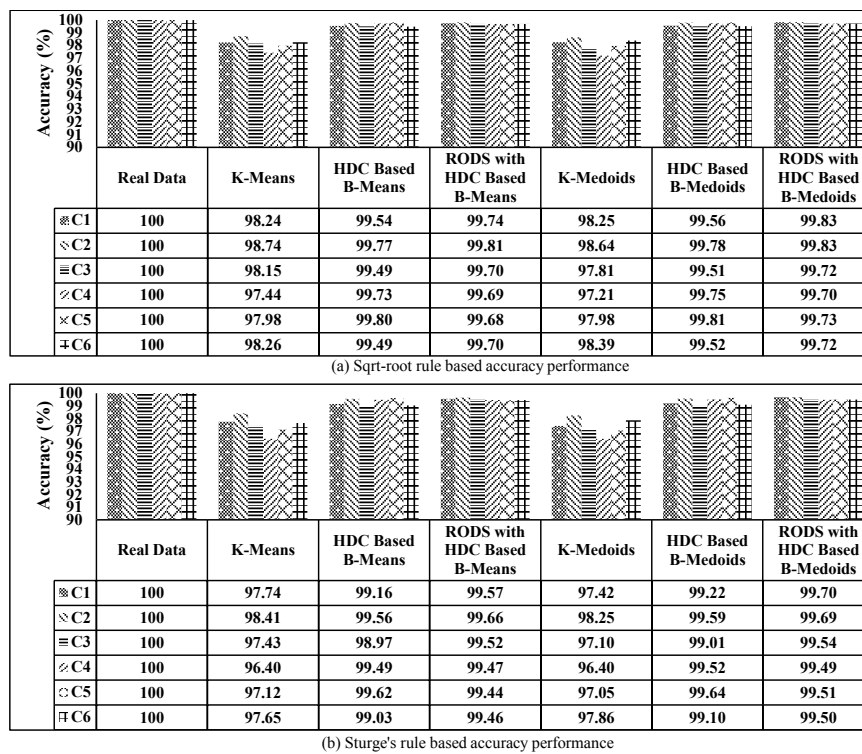 Accuracy (%)
100
99
98
97
96
95
94
93
92
91
90
Real Data K-Means HDC Based B-Means RODS with HDC Based B-Means K-Medoids HDC Based B-Medoids RODS with HDC Based B-Medoids
C1 100 98.24 99.54 99.74 98.25 99.56 99.83
C2 100 98.74 99.77 99.81 98.64 99.78 99.83
C3 100 98.15 99.49 99.70 97.81 99.51 99.72
C4 100 97.44 99.73 99.69 97.21 99.75 99.70
C5 100 97.98 99.80 99.68 97.98 99.81 99.73
C6 100 98.26 99.49 99.70 98.39 99.52 99.72
(a) Sqrt-root rule based accuracy performance
Accuracy (%)
100
99
98
97
96
95
94
93
92
91
90
Real Data K-Means HDC Based B-Means RODS with HDC Based B-Means K-Medoids HDC Based B-Medoids RODS with HDC Based B-Medoids
C1 100 97.74 99.16 99.57 97.42 99.22 99.70
C2 100 98.41 99.56 99.66 98.25 99.59 99.69
C3 100 97.43 98.97 99.52 97.10 99.01 99.54
C4 100 96.40 99.49 99.47 96.40 99.52 99.49
C5 100 97.12 99.62 99.44 97.05 99.64 99.51
C6 100 97.65 99.03 99.46 97.86 99.10 99.50
(b) Sturge's rule based accuracy performance